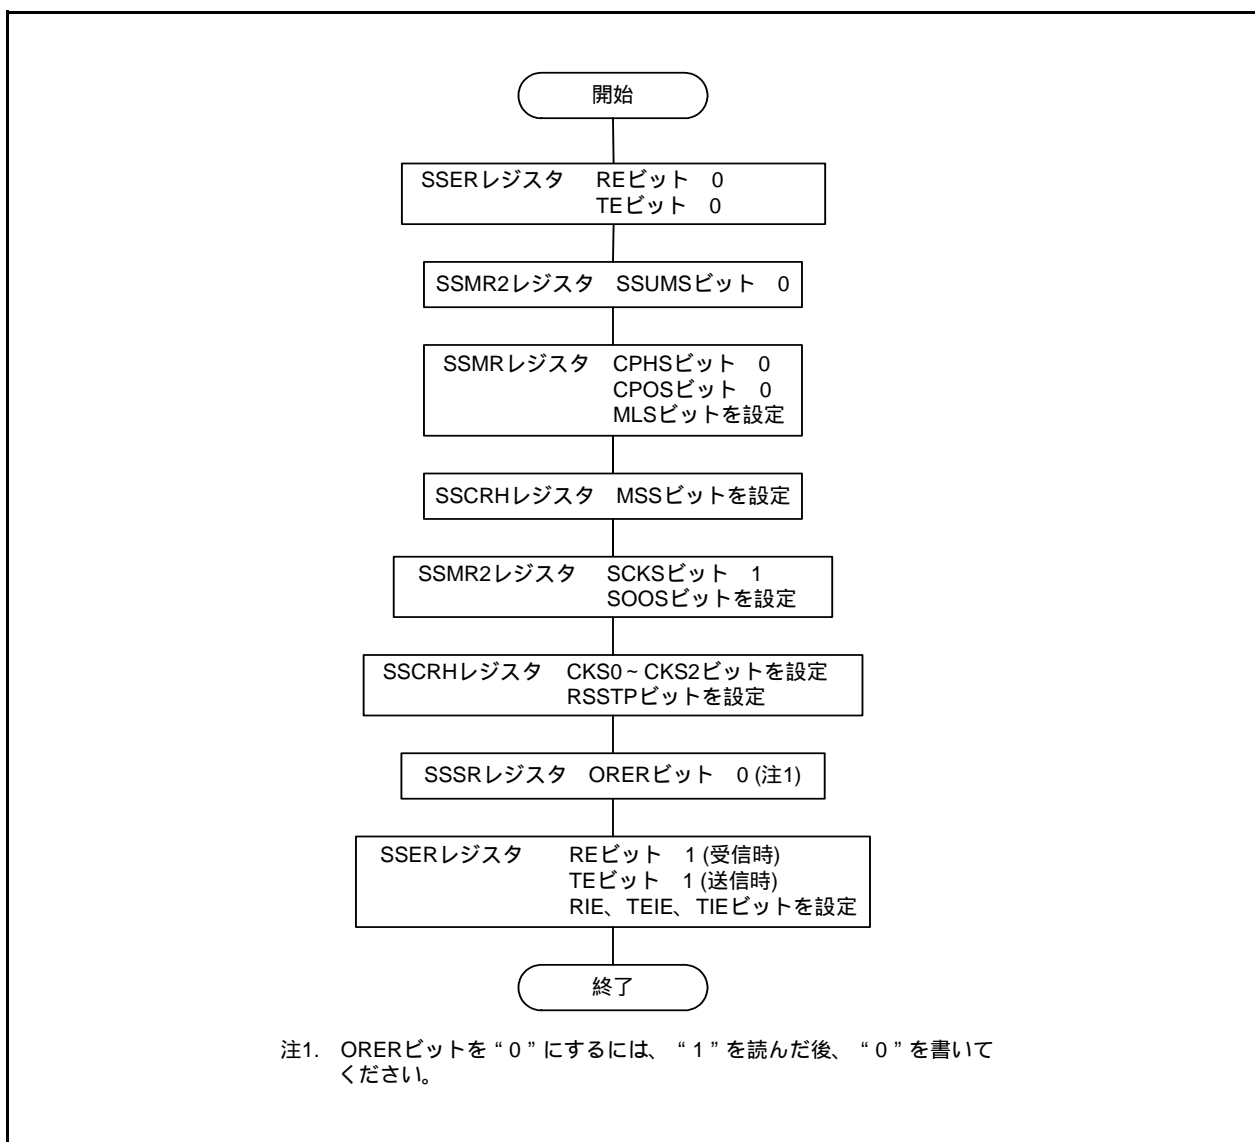 開始
SSERレジスタ REビット 0
TEビット 0
SSMR2レジスタ SSUMSビット 0
SSMRレジスタ CPHSビット 0
CPOSビット 0
MLSビットを設定
SSCRHレジスタ MSSビットを設定
SSMR2レジスタ SCKSビット 1
SOOSビットを設定
SSCRHレジスタ CKS0~CKS2ビットを設定
RSSTPビットを設定
SSSRレジスタ ORERビット 0 (注1)
SSERレジスタ REビット 1 (受信時)
TEビット 1 (送信時)
RIE、TEIE、TIEビットを設定
終了
注1. ORERビットを“0”にするには、“1”を読んだ後、“0”を書いて
ください。